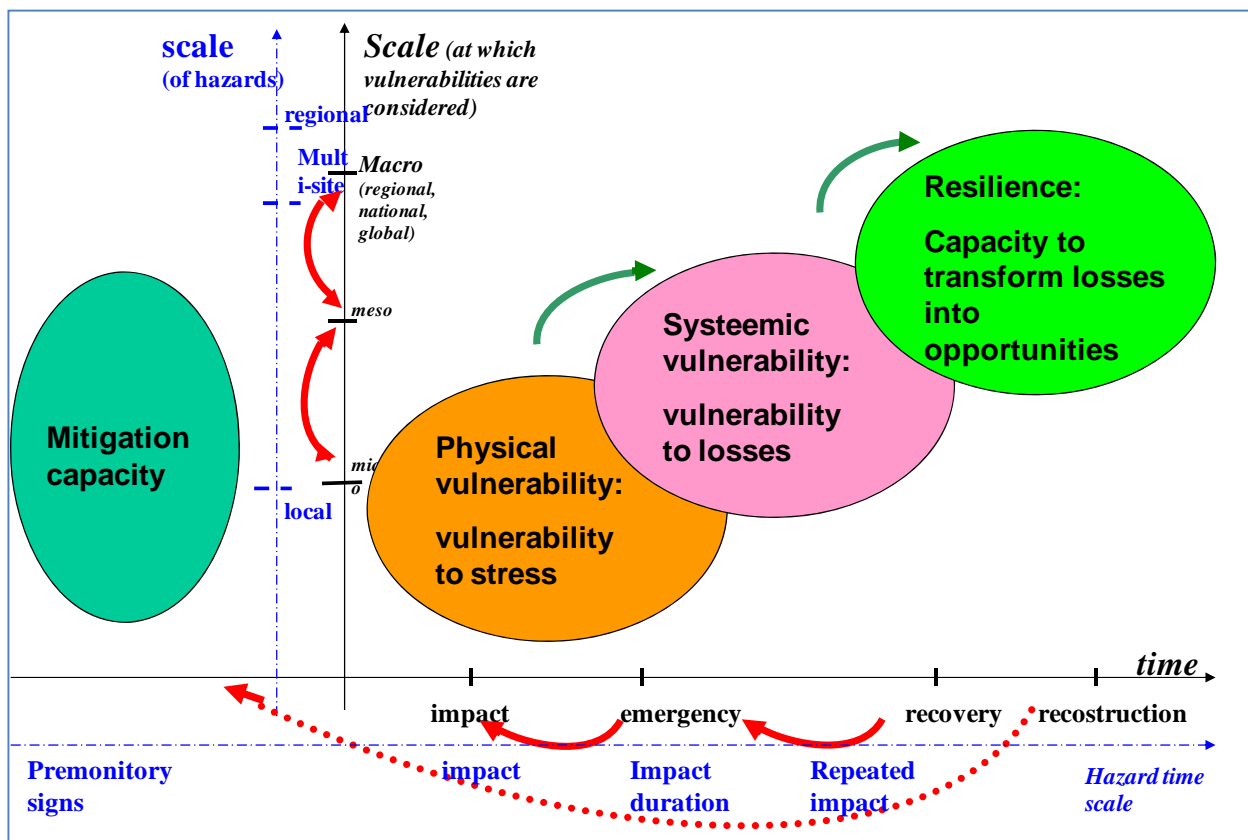 scale
(of hazards)
Scale (at which
vulnerabilities are
considered)
regional
Mult
i-site
Macro
(regional,
national,
global)
meso
o
local
Mitigation
capacity
Physical
vulnerability:
vulnerability
to stress
Systeemic
vulnerability:
vulnerability
to losses
Resilience:
Capacity to
transform losses
into
opportunities
time
impact
emergency
recovery
recostruction
Premonitory
signs
impact
Impact
duration
Repeated
impact
Hazard time
scale